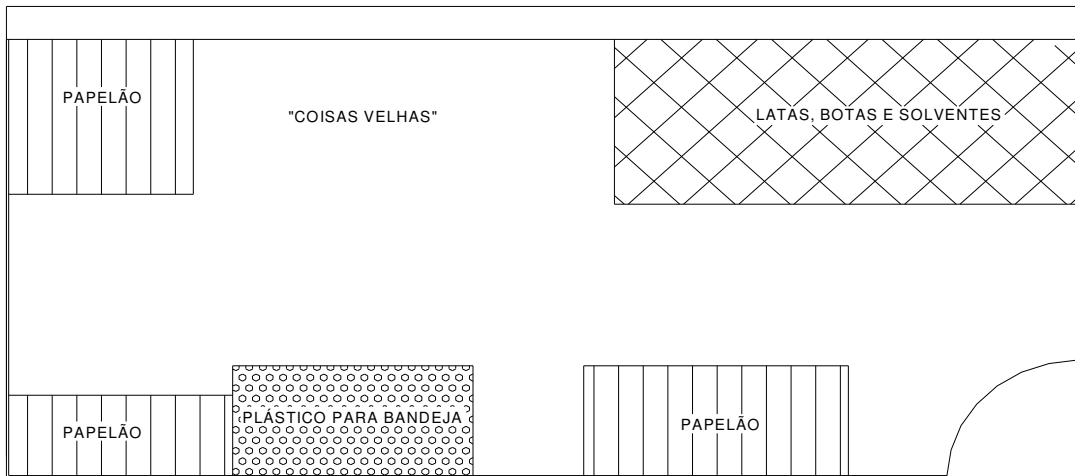 PAPELÃO
"COISAS VELHAS"
LATAS, BOTAS E SOLVENTES
PAPELÃO
PLÁSTICO PARA BANDEJA
PAPELÃO